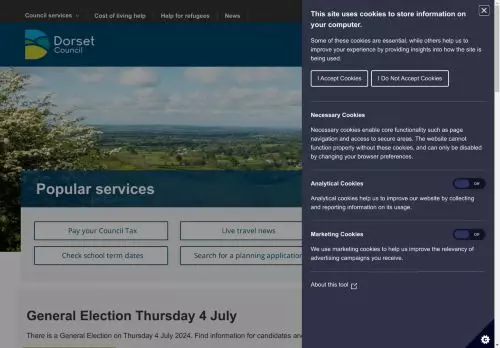 Council services
Cost of living help
Help for refugees
News
Dorset
Council
Popular services
Pay your Council Tax
Live travel news
Check school term dates
Search for a planning application
General Election Thursday 4 July
There is a General Election on Thursday 4 July 2024. Find information for candidates and
This site uses cookies to store information on
your computer.
Some of these cookies are essential, while others help us to
improve your experience by providing insights into how the site is
being used.
I Accept Cookies
I Do Not Accept Cookies
Necessary Cookies
Necessary cookies enable core functionality such as page
navigation and access to secure areas. The website cannot
function properly without these cookies, and can only be disabled
by changing your browser preferences.
Analytical Cookies
Off
Analytical cookies help us to improve our website by collecting
and reporting information on its usage.
Marketing Cookies
Off
We use marketing cookies to help us improve the relevancy of
advertising campaigns you receive.
About this tool